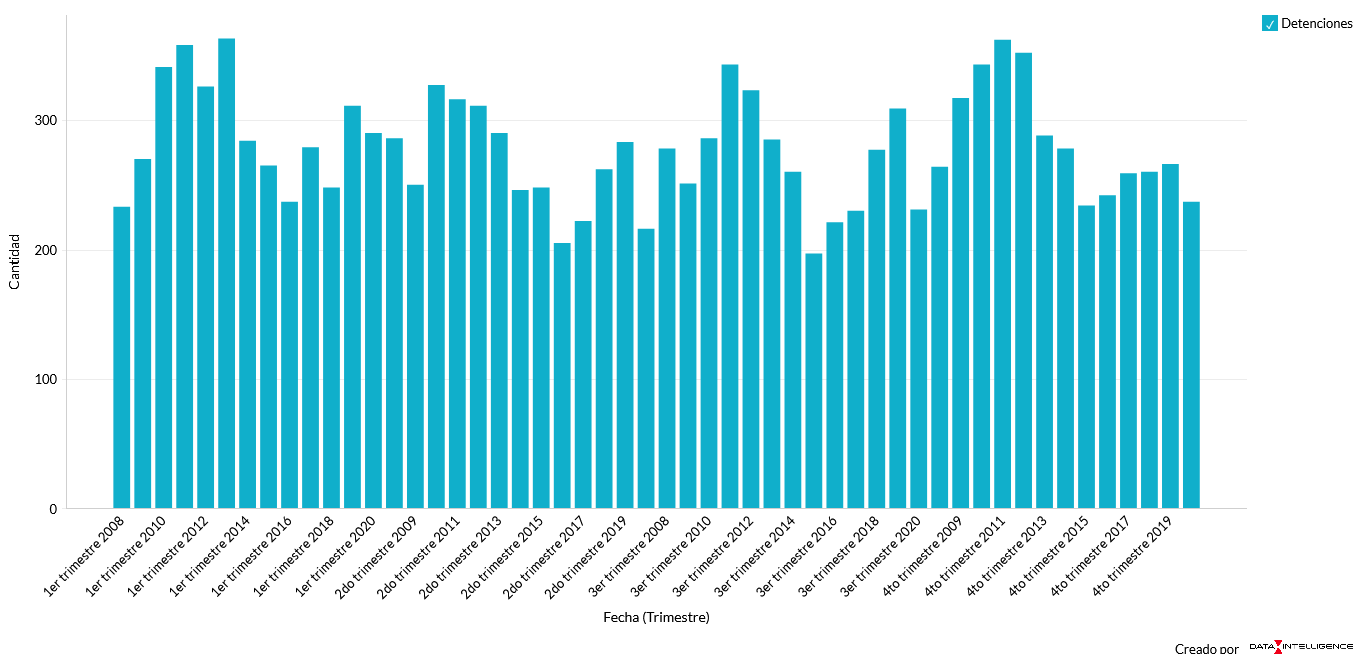 Detenciones
300
200
100
0
Cantidad
1er trimestre 2008
1er trimestre 2010
1er trimestre 2012
1er trimestre 2014
1er trimestre 2016
1er trimestre 2018
1er trimestre 2020
2do trimestre 2009
2do trimestre 2011
2do trimestre 2013
2do trimestre 2015
2do trimestre 2017
2do trimestre 2019
3er trimestre 2008
3er trimestre 2010
3er trimestre 2012
3er trimestre 2014
3er trimestre 2016
3er trimestre 2018
3er trimestre 2020
4to trimestre 2009
4to trimestre 2011
4to trimestre 2013
4to trimestre 2015
4to trimestre 2017
4to trimestre 2019
Fecha (Trimestre)
Creado por DATA INTELLIGENCE